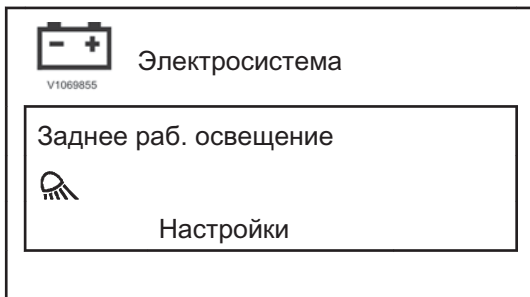 - +
V1069855
Электросистема
Заднее раб. освещение
Настройки